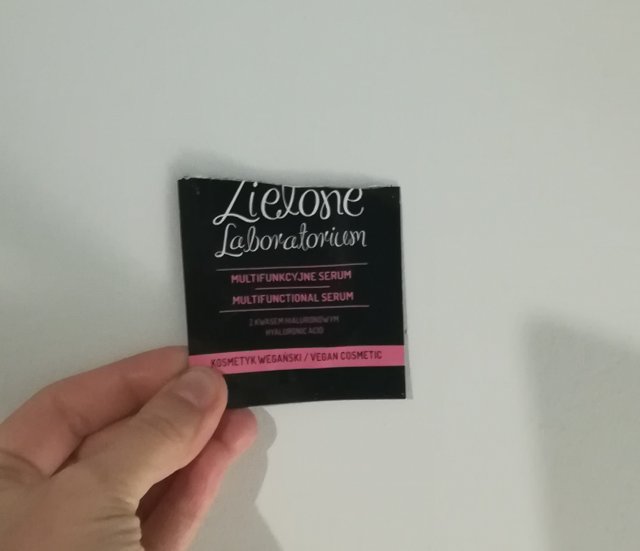 Zielone
Laboratorium
MULTIFUNKCYJNE SERUM
MULTIFUNCTIONAL SERUM
Z KWASEM HIALURONOWYM
HYALURONIC ACID
KOSMETYK WEGAŃSKI / VEGAN COSMETIC